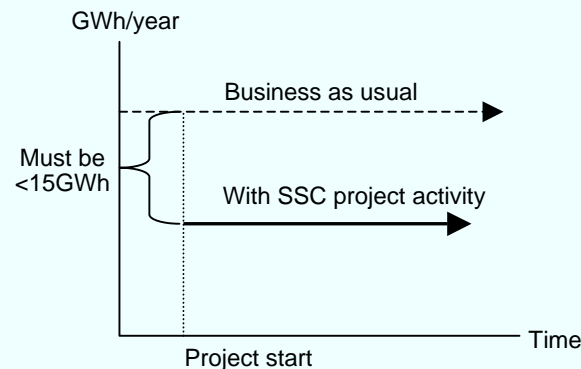 GWh/year
Business as usual
Must be
<15GWh
With SSC project activity
Time
Project start